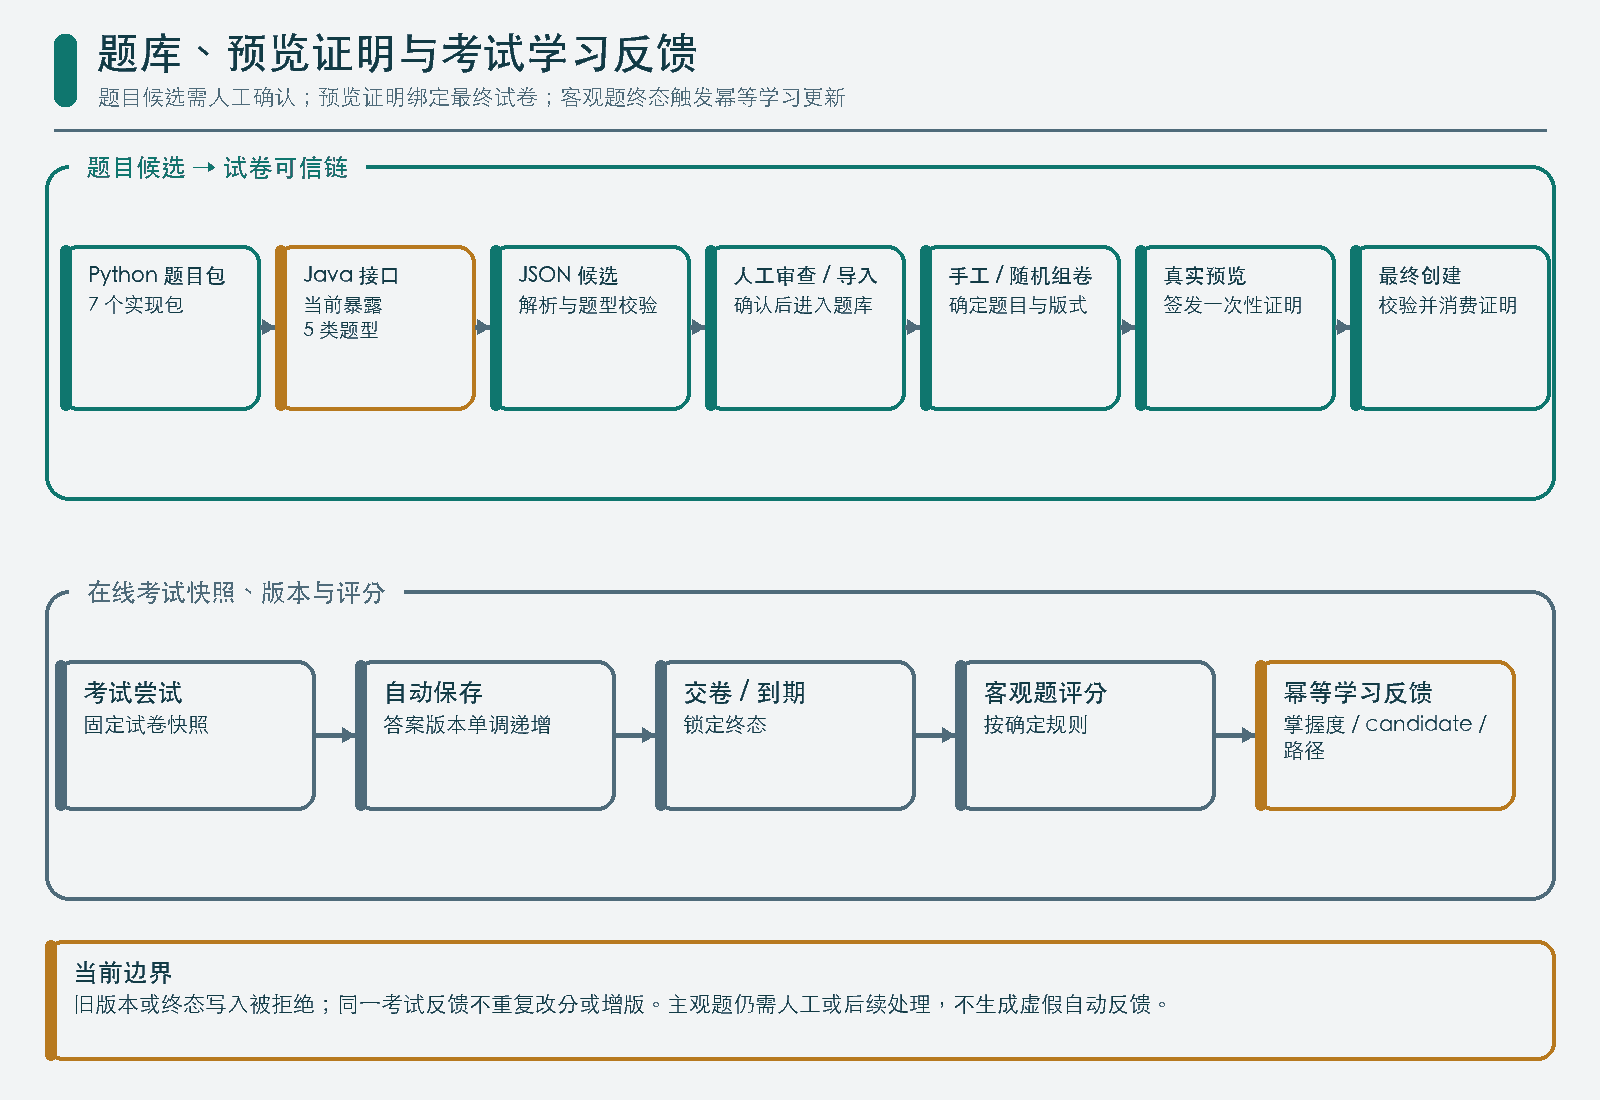 题库、预览证明与考试学习反馈
题目候选需人工确认；预览证明绑定最终试卷；客观题终态触发幂等学习更新
题目候选 → 试卷可信链
Python 题目包
7 个实现包
Java 接口
当前暴露
5 类题型
JSON 候选
解析与题型校验
人工审查 / 导入
确认后进入题库
手工 / 随机组卷
确定题目与版式
真实预览
签发一次性证明
最终创建
校验并消费证明
在线考试快照、版本与评分
考试尝试
固定试卷快照
自动保存
答案版本单调递增
交卷 / 到期
锁定终态
客观题评分
按确定规则
幂等学习反馈
掌握度 / candidate /
路径
当前边界
旧版本或终态写入被拒绝；同一考试反馈不重复改分或增版。主观题仍需人工或后续处理，不生成虚假自动反馈。